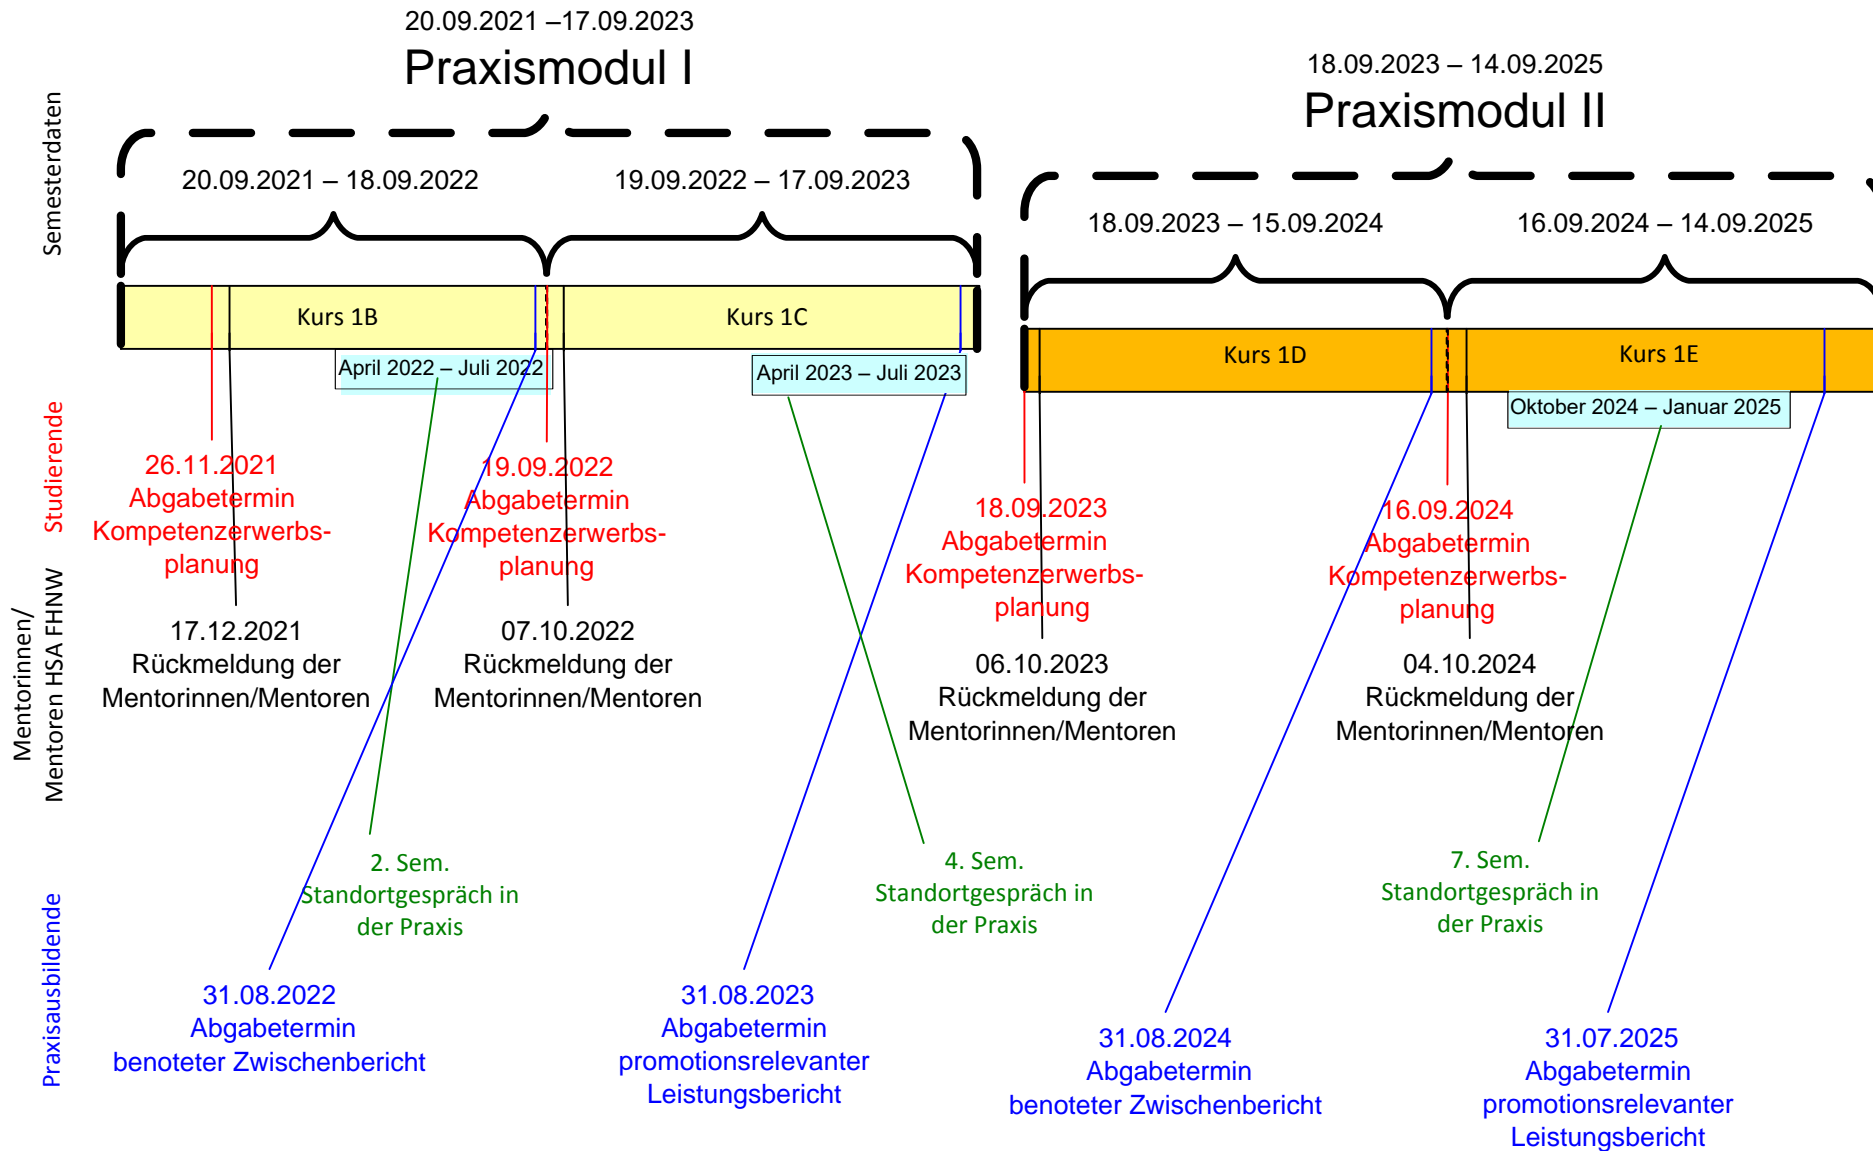 20.09.2021 –17.09.2023
Praxismodul I
18.09.2023 – 14.09.2025
Praxismodul II
Semesterdaten
20.09.2021 – 18.09.2022
19.09.2022 – 17.09.2023
18.09.2023 – 15.09.2024
16.09.2024 – 14.09.2025
Kurs 1B
Kurs 1C
Kurs 1D
Kurs 1E
April 2022 – Juli 2022
April 2023 – Juli 2023
Oktober 2024 – Januar 2025
Studierende
26.11.2021
Abgabetermin
Kompetenzerwerbs-
planung
19.09.2022
Abgabetermin
Kompetenzerwerbs-
planung
18.09.2023
Abgabetermin
Kompetenzerwerbs-
planung
16.09.2024
Abgabetermin
Kompetenzerwerbs-
planung
Mentorinnen/
Mentoren HSA FHNW
17.12.2021
Rückmeldung der
Mentorinnen/Mentoren
07.10.2022
Rückmeldung der
Mentorinnen/Mentoren
06.10.2023
Rückmeldung der
Mentorinnen/Mentoren
04.10.2024
Rückmeldung der
Mentorinnen/Mentoren
2. Sem.
Standortgespräch in
der Praxis
4. Sem.
Standortgespräch in
der Praxis
7. Sem.
Standortgespräch in
der Praxis
Praxisausbildende
31.08.2022
Abgabetermin
benoteter Zwischenbericht
31.08.2023
Abgabetermin
promotionsrelevanter
Leistungsbericht
31.08.2024
Abgabetermin
benoteter Zwischenbericht
31.07.2025
Abgabetermin
promotionsrelevanter
Leistungsbericht